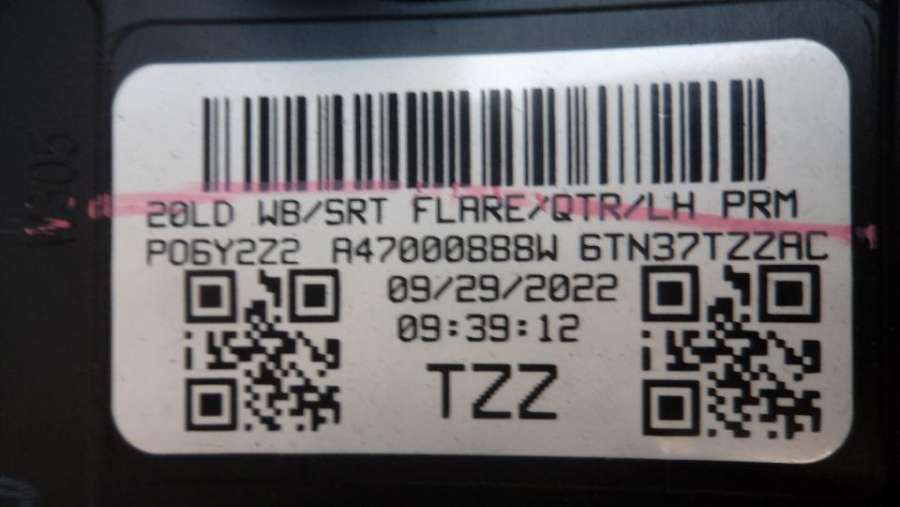 20LD WB/SRT FLARE/QTR/LH PRM
P06Y2Z2 A47000888W 6TN37TZZAC
09/29/2022
09:39:12
TZZ